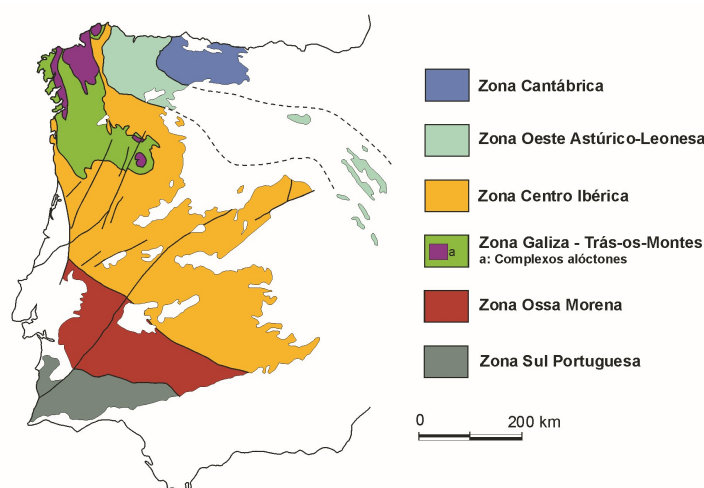 Zona Cantábrica
Zona Oeste Astúrico-Leonesa
Zona Centro Ibérica
a
Zona Galiza - Trás-os-Montes
a: Complexos alóctones
Zona Ossa Morena
Zona Sul Portuguesa
0 200 km